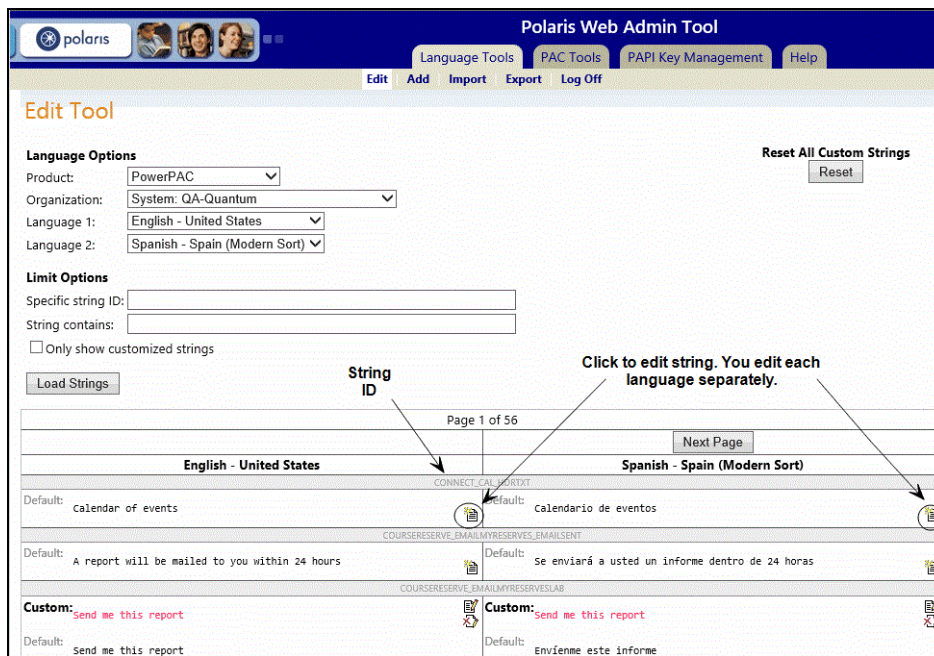 polaris
Polaris Web Admin Tool
Language Tools PAC Tools PAPI Key Management Help
Edit Add Import Export Log Off
Edit Tool
Language Options
Reset All Custom Strings
Product: PowerPAC
Reset
Organization: System: QA-Quantum
Language 1: English - United States
Language 2: Spanish - Spain (Modern Sort)
Limit Options
Specific string ID:
String contains:
Only show customized strings
Load Strings
String
ID
Click to edit string. You edit each
language separately.
Page 1 of 56
Next Page
English - United States Spanish - Spain (Modern Sort)
CONNECT_CAL_HDRTXT
Default: Default:
Calendar of events Calendario de eventos
COURSERESERVE_EMAILMYRESERVES_EMAILSENT
Default: Default:
A report will be mailed to you within 24 hours Se enviará a usted un informe dentro de 24 horas
COURSERESERVE_EMAILMYRESERVESLAB
Custom: Send me this report Custom: Send me this report
Default: Default:
Send me this report Envíenme este informe